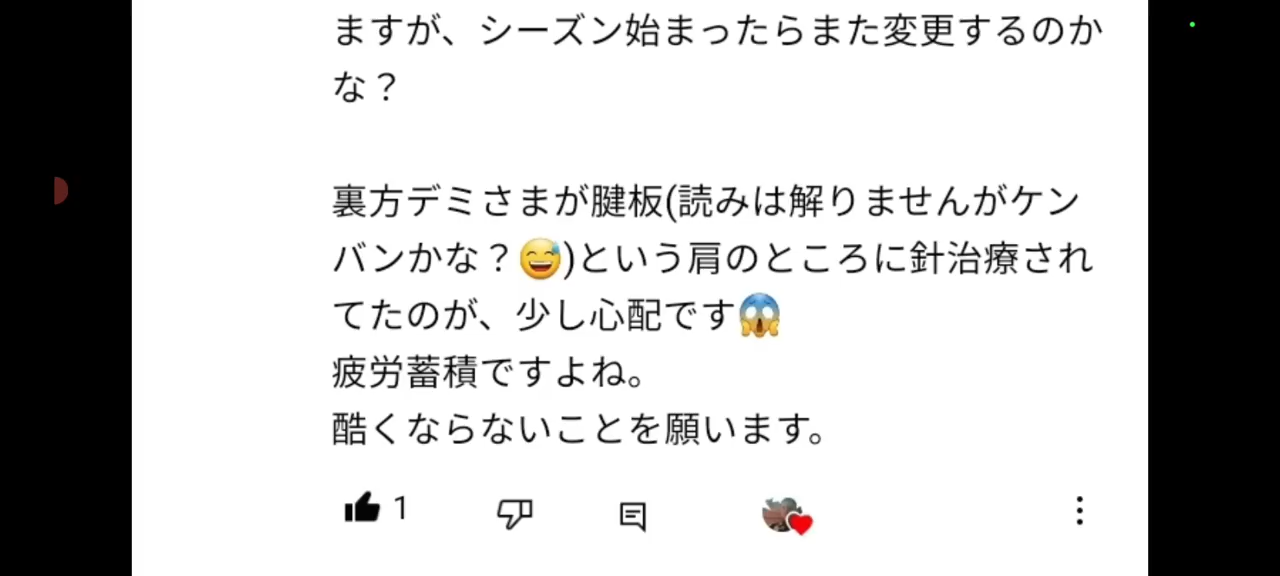 ますが、シーズン始まったらまた変更するのか
な？
裏方デミさまが腱板(読みは解りませんがケン
バンかな？😅)という肩のところに針治療され
てたのが、少し心配です😱
疲労蓄積ですよね。
酷くならないことを願います。
1